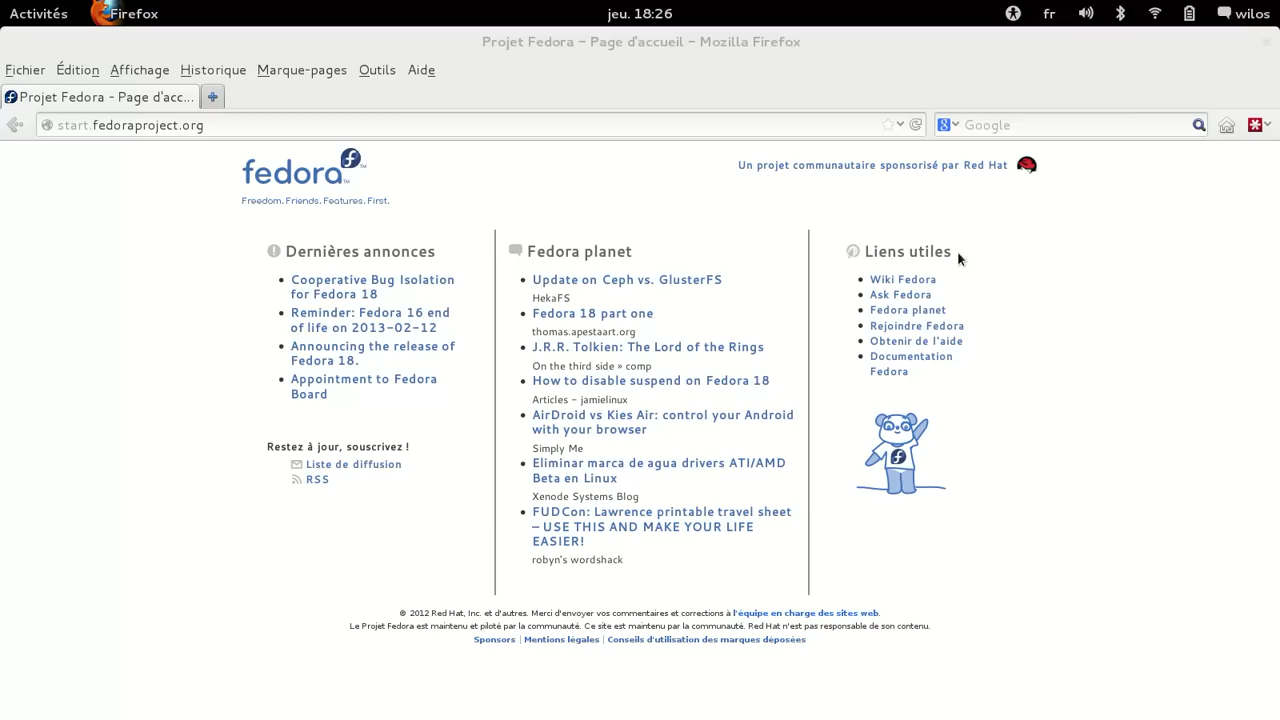 Activités Firefox jeu. 18:26 fr wilos
Projet Fedora - Page d'accueil - Mozilla Firefox
Fichier Édition Affichage Historique Marque-pages Outils Aide
Projet Fedora - Page d'acc...
start.fedoraproject.org Google
fedora
Freedom. Friends. Features. First.
Un projet communautaire sponsorisé par Red Hat
Dernières annonces
Cooperative Bug Isolation
for Fedora 18
Reminder: Fedora 16 end
of life on 2013-02-12
Announcing the release of
Fedora 18.
Appointment to Fedora
Board
Restez à jour, souscrivez !
Liste de diffusion
RSS
Fedora planet
Update on Ceph vs. GlusterFS
HekaFS
Fedora 18 part one
thomas.apestaart.org
J.R.R. Tolkien: The Lord of the Rings
On the third side » comp
How to disable suspend on Fedora 18
Articles - jamielinux
AirDroid vs Kies Air: control your Android
with your browser
Simply Me
Eliminar marca de agua drivers ATI/AMD
Beta en Linux
Xenode Systems Blog
FUDCon: Lawrence printable travel sheet
– USE THIS AND MAKE YOUR LIFE
EASIER!
robyn's wordshack
Liens utiles
Wiki Fedora
Ask Fedora
Fedora planet
Rejoindre Fedora
Obtenir de l'aide
Documentation
Fedora
© 2012 Red Hat, Inc. et d'autres. Merci d'envoyer vos commentaires et corrections à l'équipe en charge des sites web.
Le Projet Fedora est maintenu et piloté par la communauté. Ce site est maintenu par la communauté. Red Hat n'est pas responsable de son contenu.
Sponsors | Mentions légales | Conseils d'utilisation des marques déposées